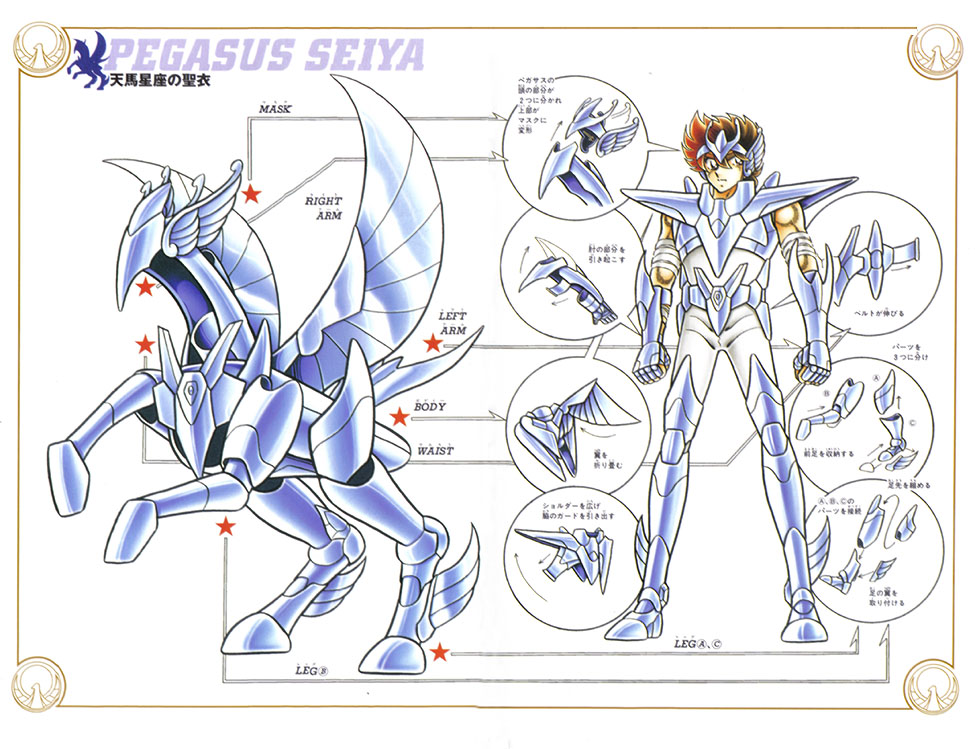 PEGASUS SEIYA
天馬星座の聖衣
MASK
RIGHT
ARM
LEFT
ARM
BODY
WAIST
LEGⒷ
LEGⒶ、Ⓒ
ペガサスの
頭の部分が
2つに分かれ
上部が
マスクに
変形
肘の部分を
引き起こす
翼を
折り畳む
ショルダーを広げ
脇のガードを引き出す
ベルトが伸びる
パーツを
3つに分け
Ⓐ
Ⓑ
Ⓒ
前足を収納する
足先を縮める
Ⓐ、Ⓑ、Ⓒの
パーツを接続
足の翼を
取り付ける